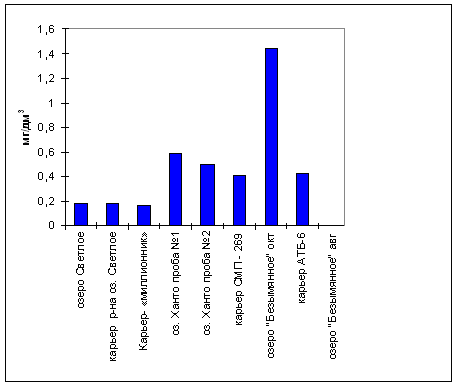 1,6
1,4
1,2
1
0,8
0,6
0,4
0,2
0
мг/дм³
озеро Светлое
карьер р-на оз. Светлое
Карьер- «миллионник»
оз. Ханто проба №1
оз. Ханто проба №2
карьер СМП - 269
озеро "Безымянное" окт
карьер АТБ-6
озеро "Безымянное" авг